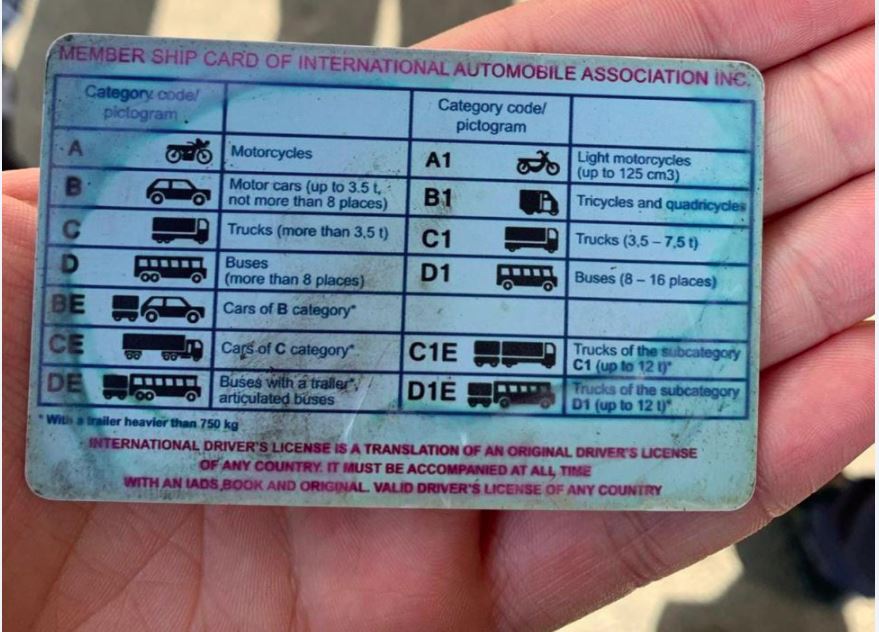 MEMBER SHIP CARD OF INTERNATIONAL AUTOMOBILE ASSOCIATION INC.
Category code/
pictogram
Category code/
pictogram
A
Motorcycles
A1
Light motorcycles
(up to 125 cm3)
B
Motor cars (up to 3.5 t,
not more than 8 places)
B1
Tricycles and quadricycles
C
Trucks (more than 3,5 t)
C1
Trucks (3,5 – 7,5 t)
D
Buses
(more than 8 places)
D1
Buses (8 – 16 places)
BE
Cars of B category*
CE
Cars of C category*
C1E
Trucks of the subcategory
C1 (up to 12 t)*
DE
Buses with a trailer*,
articulated buses
D1E
Trucks of the subcategory
D1 (up to 12 t)*
* With a trailer heavier than 750 kg
INTERNATIONAL DRIVER'S LICENSE IS A TRANSLATION OF AN ORIGINAL DRIVER'S LICENSE
OF ANY COUNTRY. IT MUST BE ACCOMPANIED AT ALL TIME
WITH AN IADS BOOK AND ORIGINAL VALID DRIVER'S LICENSE OF ANY COUNTRY